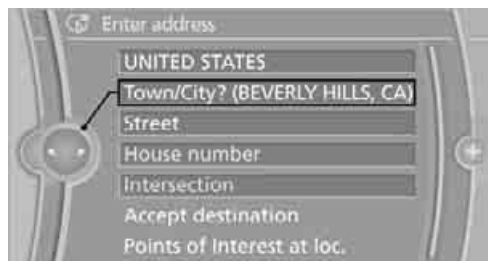 Enter address
UNITED STATES
Town/City? (BEVERLY HILLS, CA)
Street
House number
Intersection
Accept destination
Points of Interest at loc.